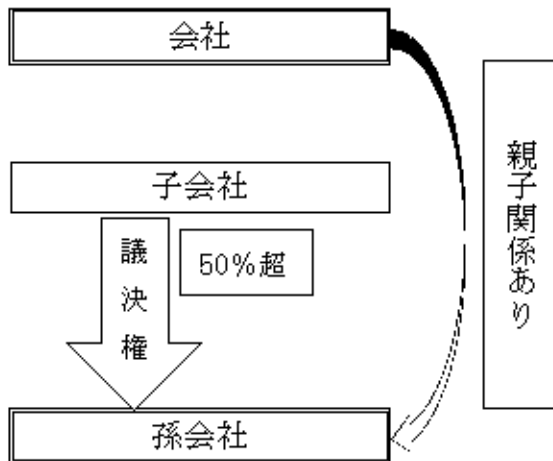 会社
子会社
議決権
50%超
孫会社
親子関係あり